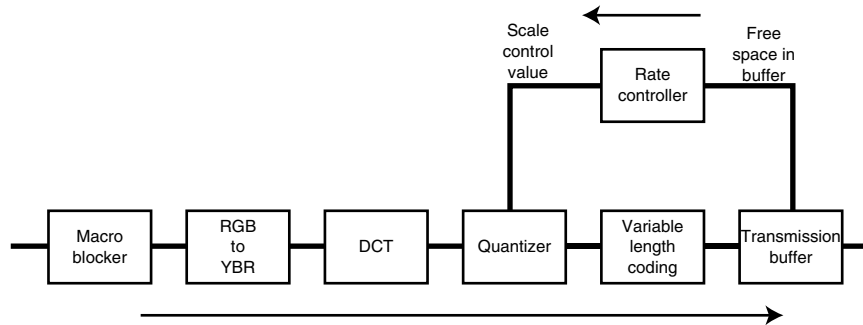 Scale
control
value
Free
space in
buffer
Rate
controller
Macro
blocker
RGB
to
YBR
DCT
Quantizer
Variable
length
coding
Transmission
buffer